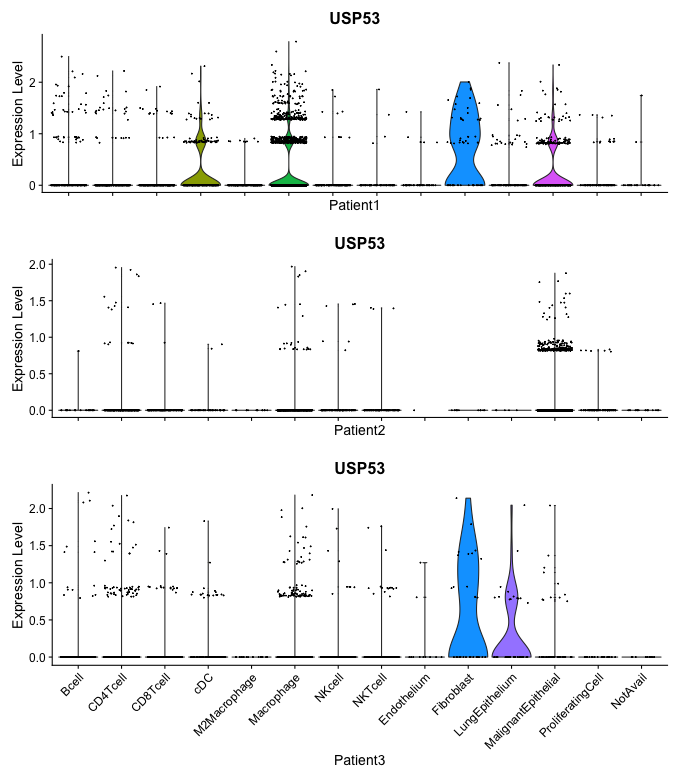 USP53
Expression Level
2
1
0
Patient1
USP53
Expression Level
2.0
1.5
1.0
0.5
0.0
Patient2
USP53
Expression Level
2.0
1.5
1.0
0.5
0.0
Bcell
CD4Tcell
CD8Tcell
cDC
M2Macrophage
Macrophage
NKcell
NKTcell
Endothelium
Fibroblast
LungEpithelium
MalignantEpithelial
ProliferatingCell
NotAvail
Patient3